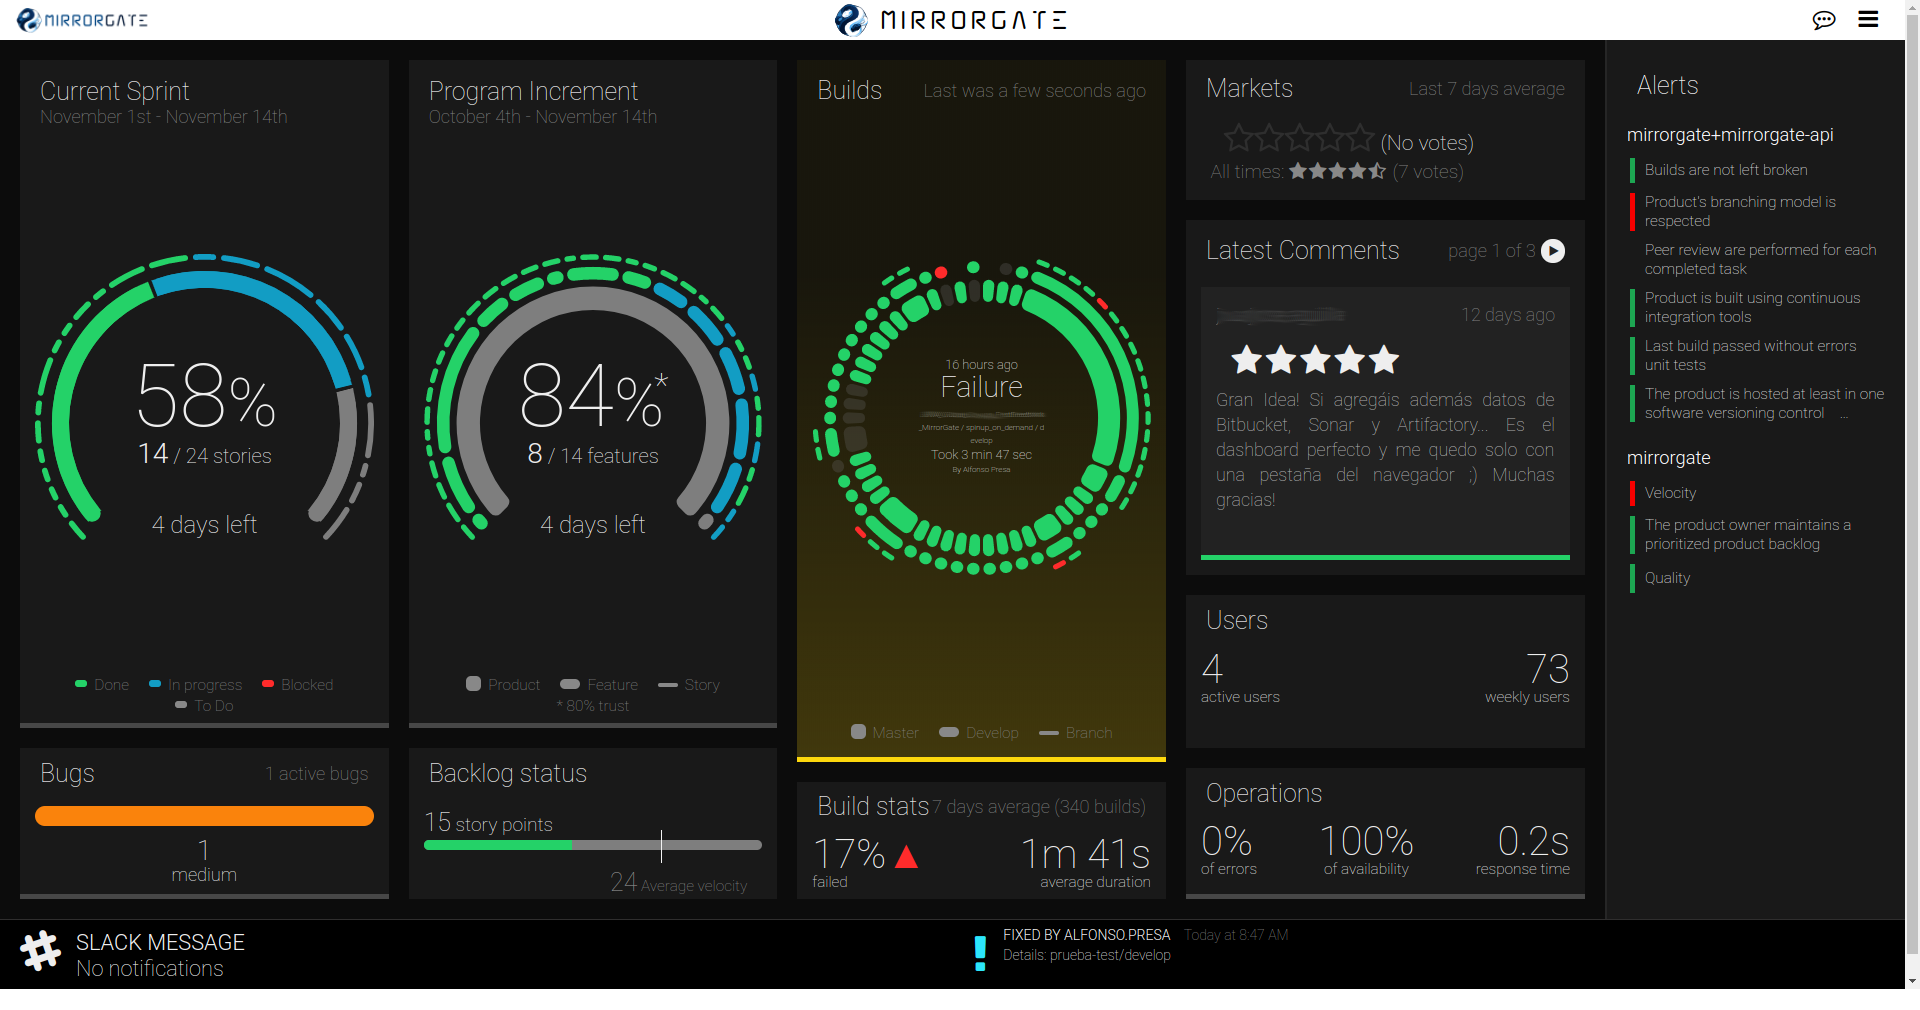 MIRRORGATE
MIRRORGATE
Current Sprint
November 1st - November 14th
58%
14 / 24 stories
4 days left
Done
In progress
Blocked
To Do
Program Increment
October 4th - November 14th
84%*
8 / 14 features
4 days left
Product
Feature
Story
* 80% trust
Builds
Last was a few seconds ago
16 hours ago
Failure
_MirrorGate / spinup_on_demand / d
evelop
Took 3 min 47 sec
By Alfonso Presa
Master
Develop
Branch
Markets
Last 7 days average
(No votes)
All times:
(7 votes)
Latest Comments
page 1 of 3
12 days ago
Gran Idea! Si agregáis además datos de
Bitbucket, Sonar y Artifactory... Es el
dashboard perfecto y me quedo solo con
una pestaña del navegador ;) Muchas
gracias!
Users
4
active users
73
weekly users
Bugs
1 active bugs
1
medium
Backlog status
15 story points
24 Average velocity
Build stats
7 days average (340 builds)
17%
failed
1m 41s
average duration
Operations
0%
of errors
100%
of availability
0.2s
response time
Alerts
mirrorgate+mirrorgate-api
Builds are not left broken
Product's branching model is
respected
Peer review are performed for each
completed task
Product is built using continuous
integration tools
Last build passed without errors
unit tests
The product is hosted at least in one
software versioning control ...
mirrorgate
Velocity
The product owner maintains a
prioritized product backlog
Quality
SLACK MESSAGE
No notifications
FIXED BY ALFONSO.PRESA
Today at 8:47 AM
Details: prueba-test/develop